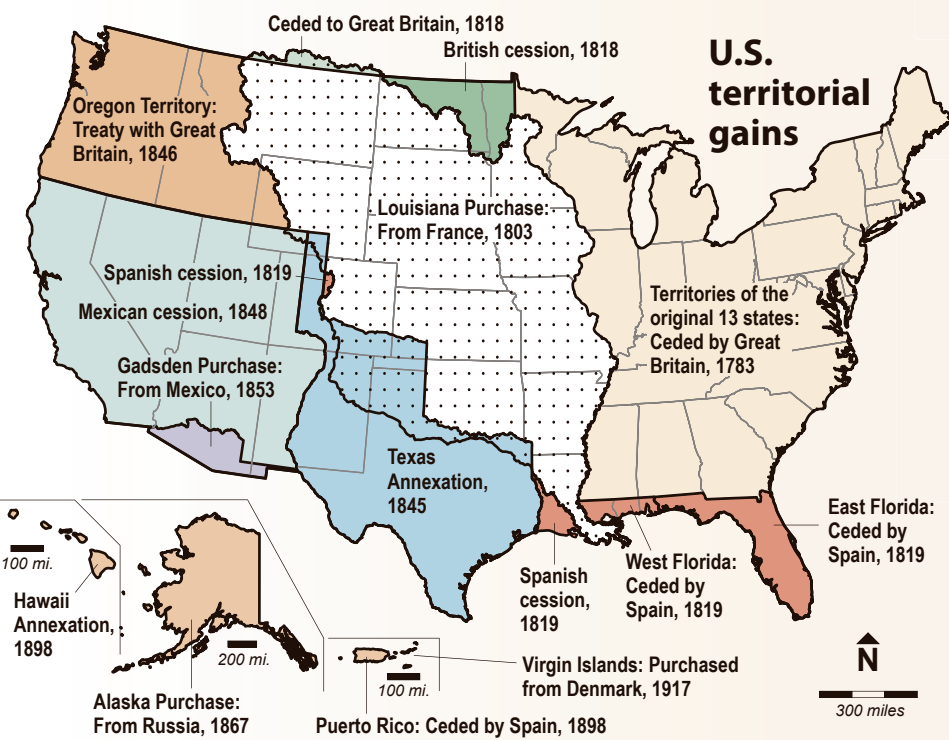 Ceded to Great Britain, 1818
British cession, 1818
U.S.
territorial
gains
Oregon Territory:
Treaty with Great
Britain, 1846
Louisiana Purchase:
From France, 1803
Spanish cession, 1819
Mexican cession, 1848
Territories of the
original 13 states:
Ceded by Great
Britain, 1783
Gadsden Purchase:
From Mexico, 1853
Texas
Annexation,
1845
East Florida:
Ceded by
Spain, 1819
West Florida:
Ceded by
Spain, 1819
Spanish
cession,
1819
100 mi.
Hawaii
Annexation,
1898
200 mi.
Alaska Purchase:
From Russia, 1867
100 mi.
Virgin Islands: Purchased
from Denmark, 1917
Puerto Rico: Ceded by Spain, 1898
N
300 miles